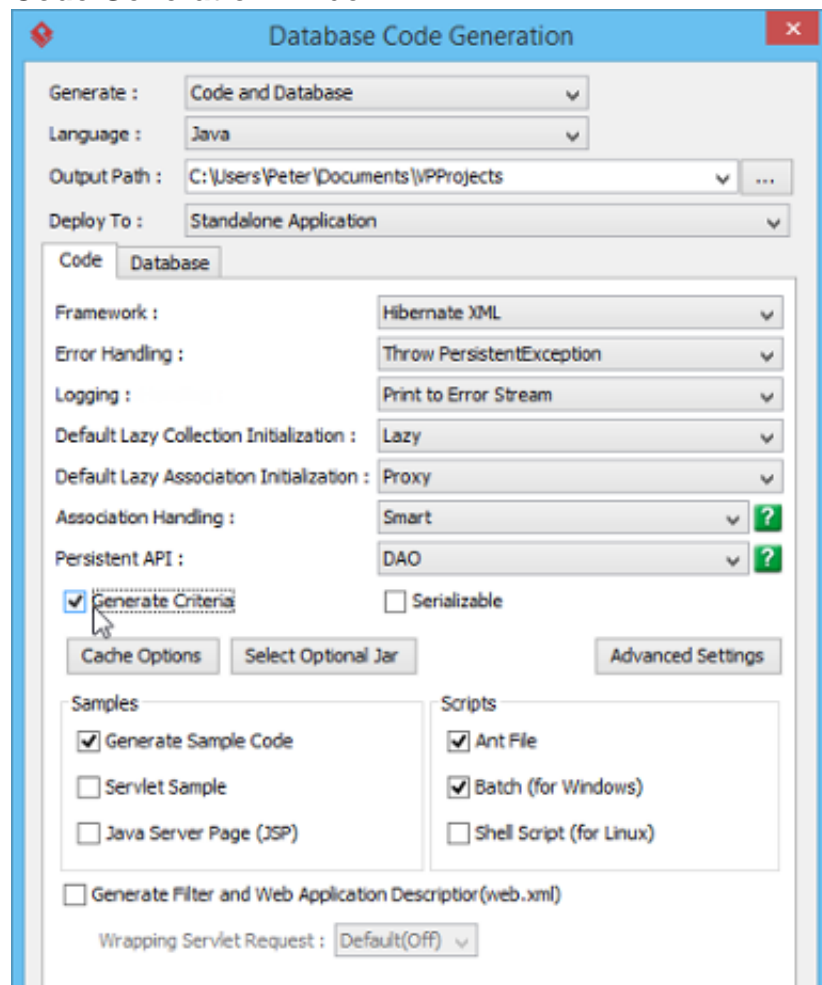 Database Code Generation
Generate : Code and Database
Language : Java
Output Path : C:\Users\Peter\Documents\VPProjects ...
Deploy To : Standalone Application
Code Database
Framework : Hibernate XML
Error Handling : Throw PersistentException
Logging : Print to Error Stream
Default Lazy Collection Initialization : Lazy
Default Lazy Association Initialization : Proxy
Association Handling : Smart ?
Persistent API : DAO ?
Generate Criteria Serializable
Cache Options Select Optional Jar Advanced Settings
Samples Scripts
Generate Sample Code Ant File
Servlet Sample Batch (for Windows)
Java Server Page (JSP) Shell Script (for Linux)
Generate Filter and Web Application Descriptior(web.xml)
Wrapping Servlet Request : Default(Off)